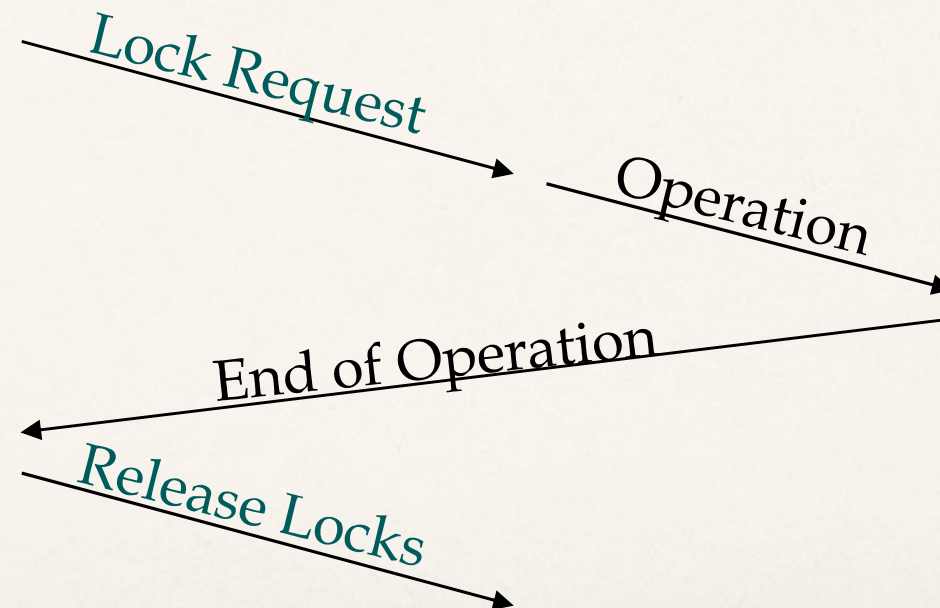 Lock Request
Operation
End of Operation
Release Locks